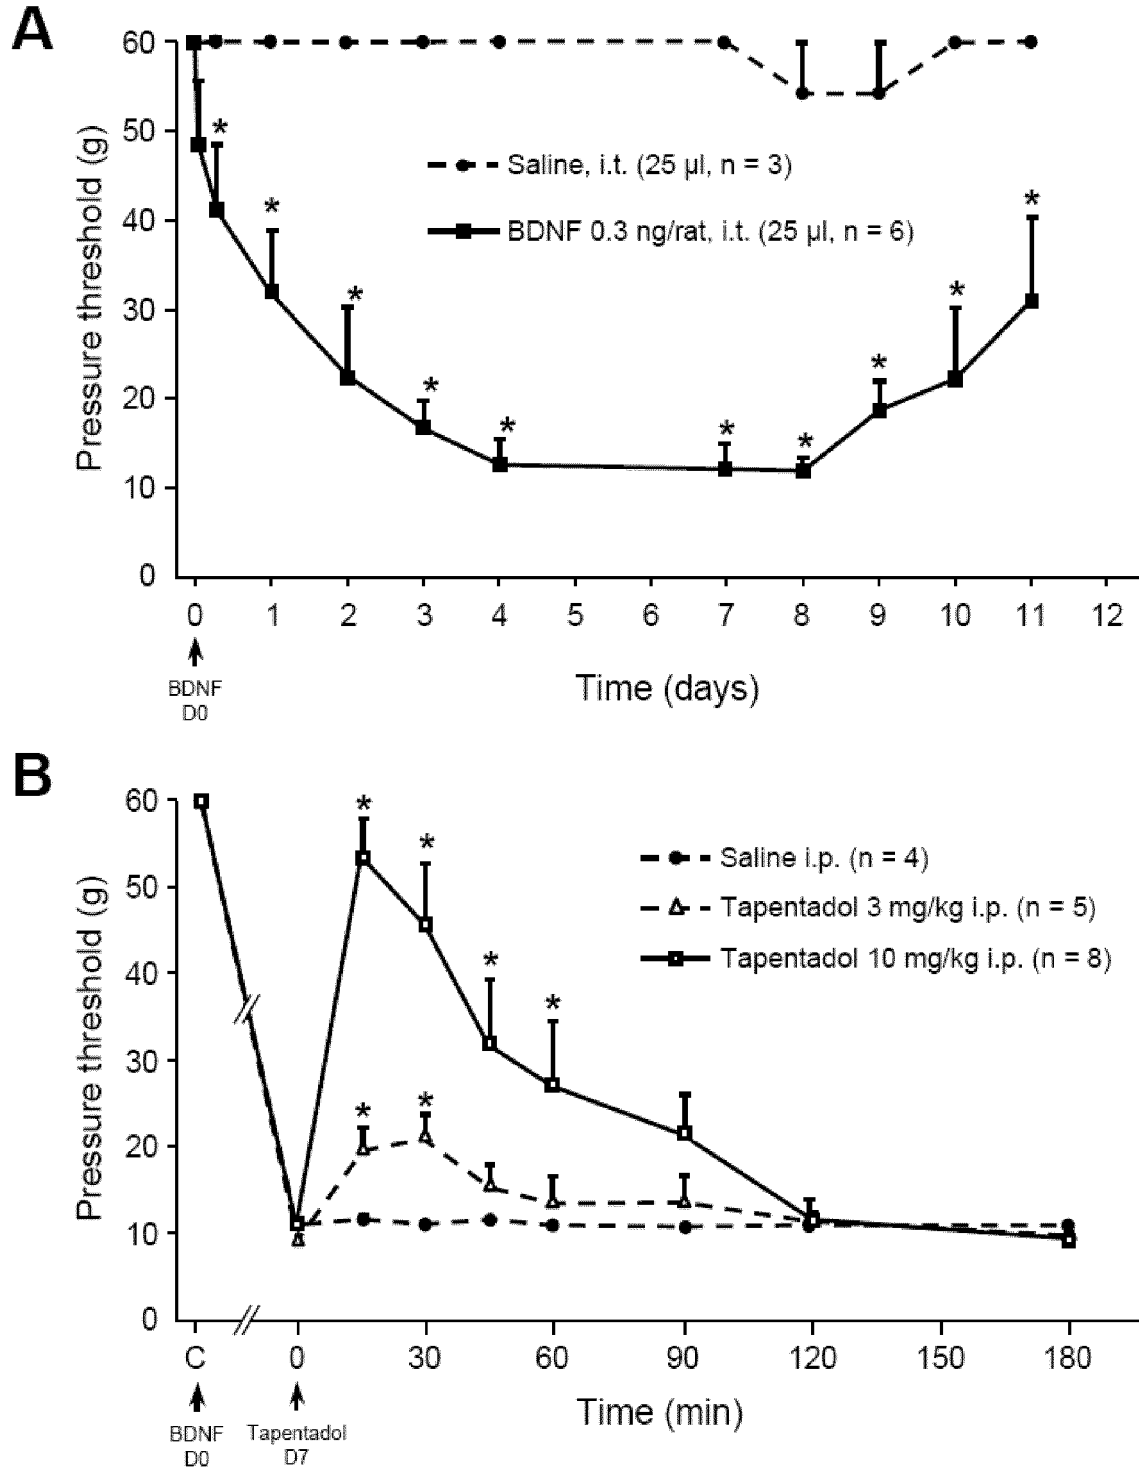 A
Pressure threshold (g)
60
50
40
30
20
10
0
* * * * * * * * * * *
Saline, i.t. (25 µl, n = 3)
BDNF 0.3 ng/rat, i.t. (25 µl, n = 6)
0 1 2 3 4 5 6 7 8 9 10 11 12
BDNF
D0
Time (days)
B
Pressure threshold (g)
60
50
40
30
20
10
0
* * * *
* *
Saline i.p. (n = 4)
Tapentadol 3 mg/kg i.p. (n = 5)
Tapentadol 10 mg/kg i.p. (n = 8)
C 0 30 60 90 120 150 180
BDNF
D0
Tapentadol
D7
Time (min)